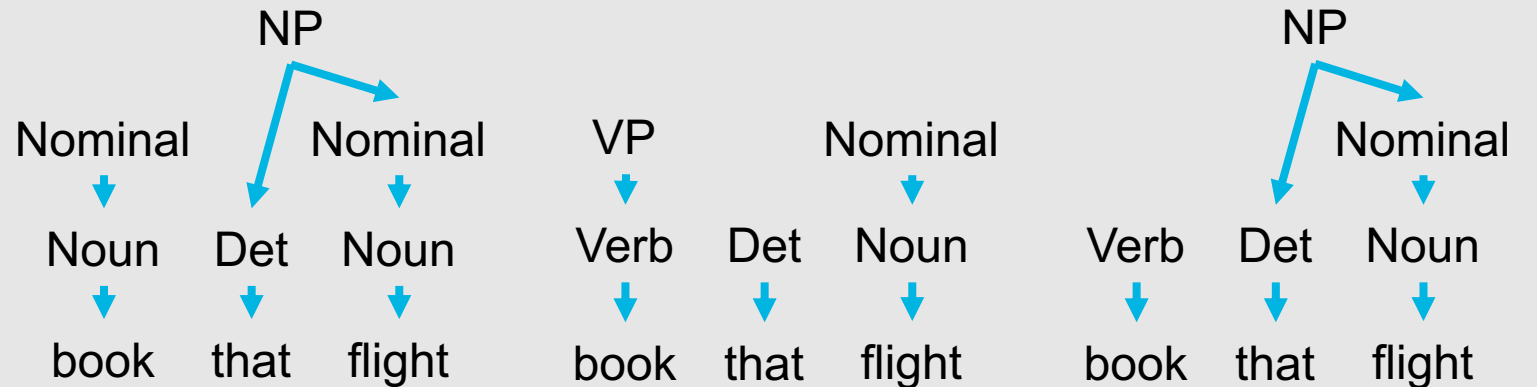 NP NP
Nominal Nominal VP Nominal Nominal
Noun Det Noun Verb Det Noun Verb Det Noun
book that flight book that flight book that flight